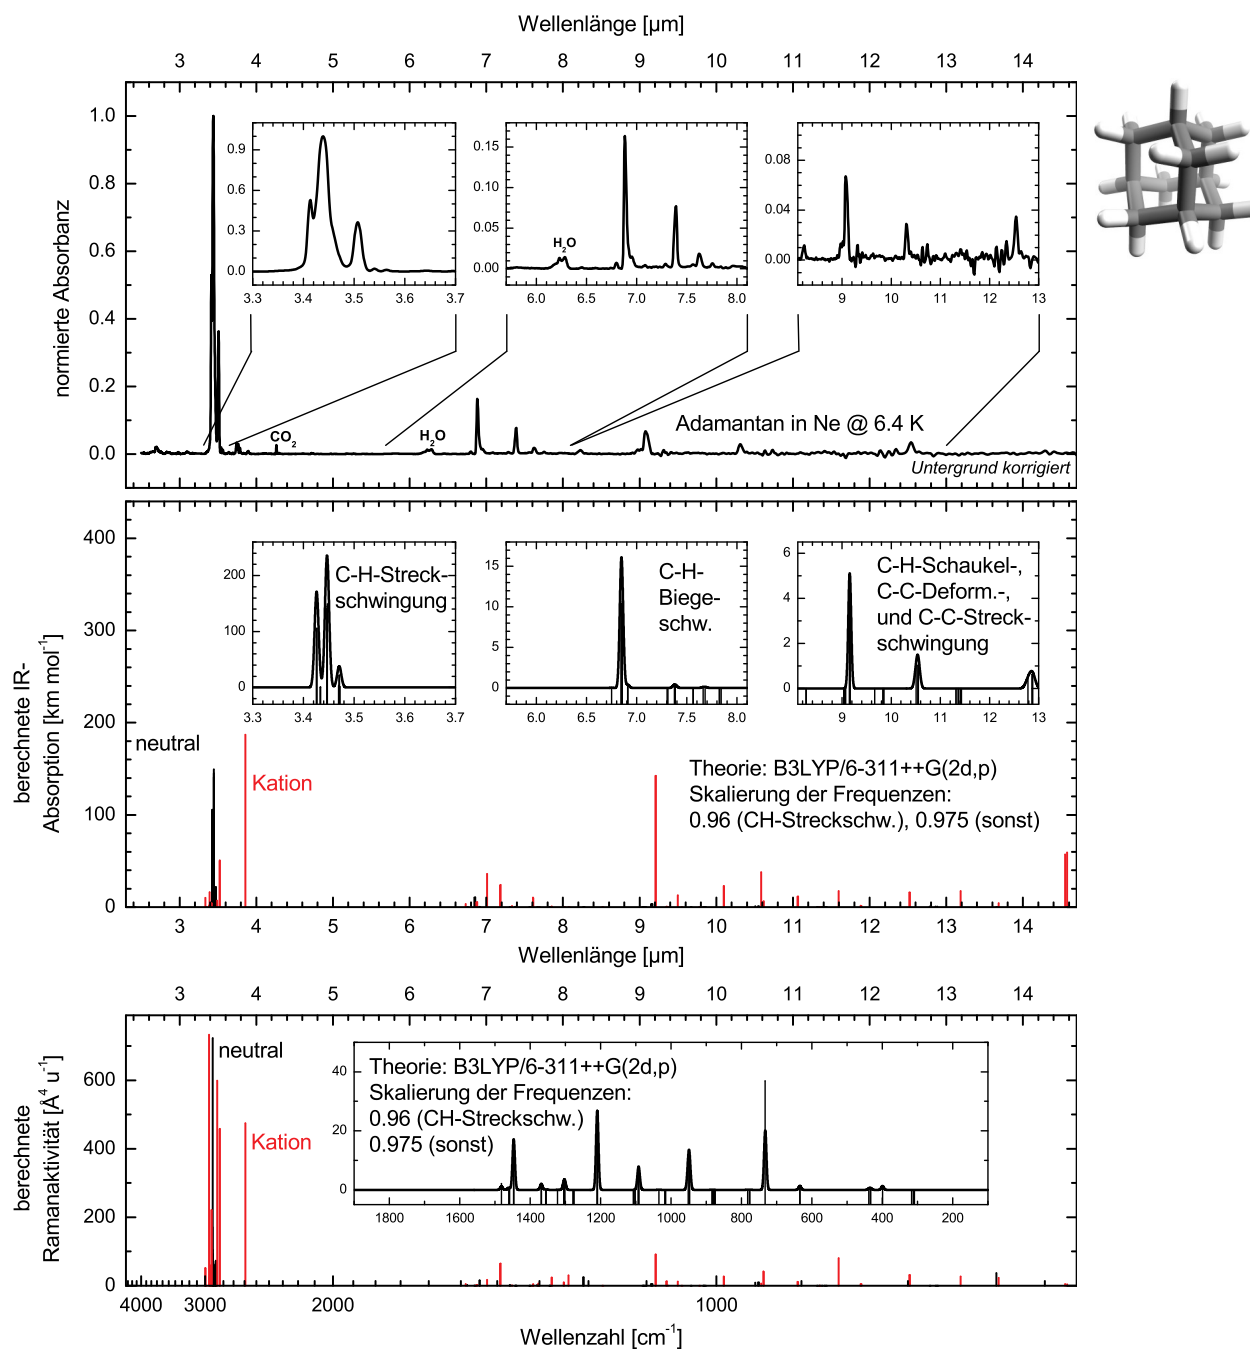 Wellenlänge [µm]
3 4 5 6 7 8 9 10 11 12 13 14
normierte Absorbanz
1.0
0.8
0.6
0.4
0.2
0.0
0.9
0.6
0.3
0.0
3.3 3.4 3.5 3.6 3.7
0.15
0.10
0.05
0.00
H2O
6.0 6.5 7.0 7.5 8.0
0.08
0.04
0.00
9 10 11 12 13
CO2
H2O
Adamantan in Ne @ 6.4 K
Untergrund korrigiert
berechnete IR-
Absorption [km mol-1]
400
300
200
100
0
200
100
0
C-H-Streck-
schwingung
3.3 3.4 3.5 3.6 3.7
15
10
5
0
C-H-
Biege-
schw.
6.0 6.5 7.0 7.5 8.0
6
4
2
0
C-H-Schaukel-,
C-C-Deform.-,
und C-C-Streck-
schwingung
9 10 11 12 13
neutral
Kation
Theorie: B3LYP/6-311++G(2d,p)
Skalierung der Frequenzen:
0.96 (CH-Streckschw.), 0.975 (sonst)
3 4 5 6 7 8 9 10 11 12 13 14
Wellenlänge [µm]
3 4 5 6 7 8 9 10 11 12 13 14
berechnete
Ramanaktivität [Å4 u-1]
600
400
200
0
neutral
Kation
40
20
0
Theorie: B3LYP/6-311++G(2d,p)
Skalierung der Frequenzen:
0.96 (CH-Streckschw.)
0.975 (sonst)
1800 1600 1400 1200 1000 800 600 400 200
4000 3000 2000 1000
Wellenzahl [cm-1]